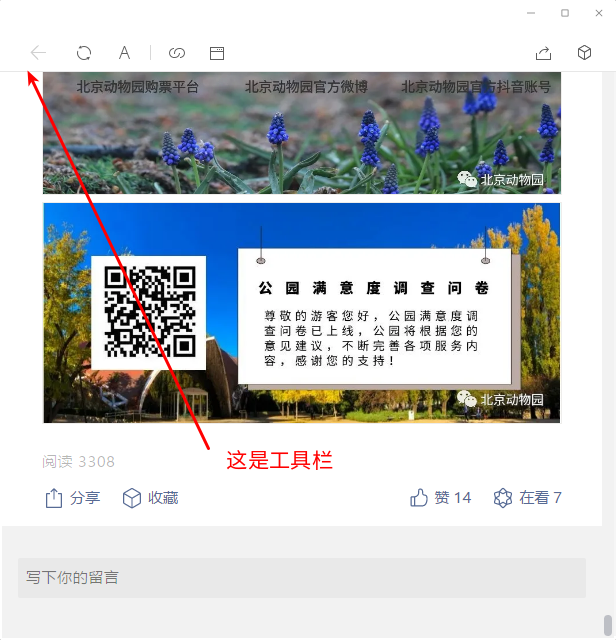 A
北京动物园购票平台
北京动物园官方微博
北京动物园官方抖音账号
北京动物园
公园满意度调查问卷
尊敬的游客您好，公园满意度调
查问卷已上线，公园将根据您的
意见建议，不断完善各项服务内
容，感谢您的支持！
北京动物园
这是工具栏
阅读 3308
分享
收藏
赞 14
在看 7
写下你的留言